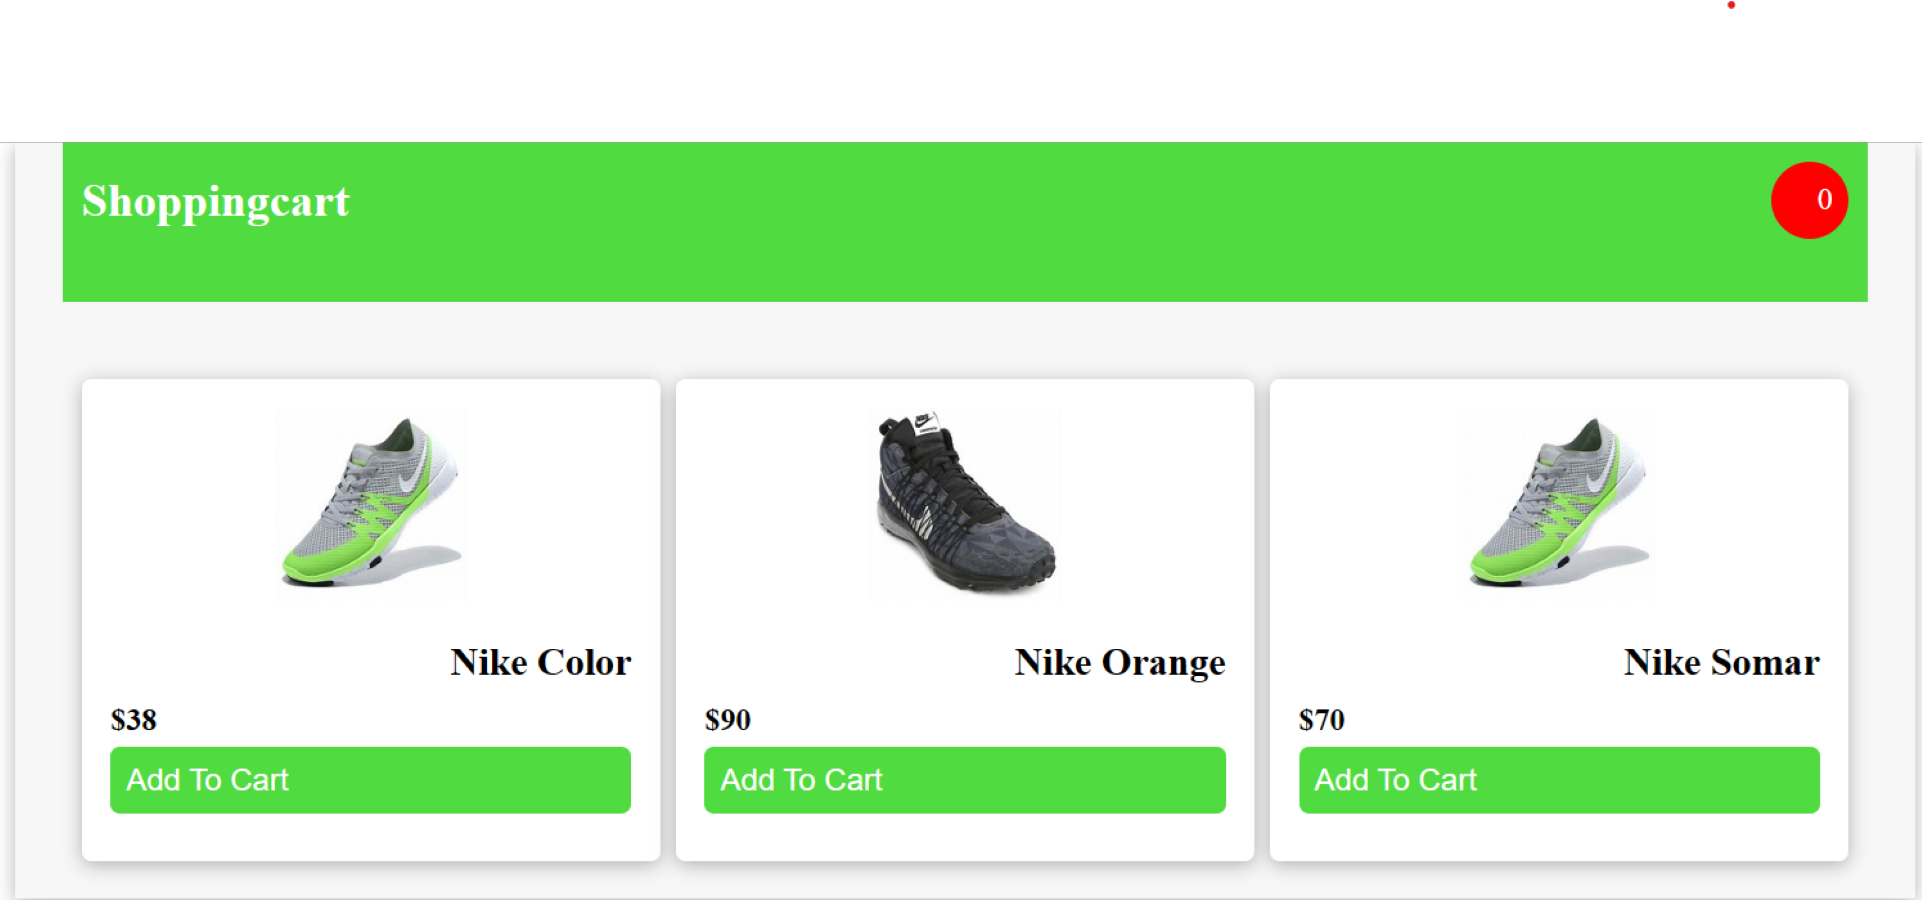 Shoppingcart
0
Nike Color
$38
Add To Cart
Nike Orange
$90
Add To Cart
Nike Somar
$70
Add To Cart